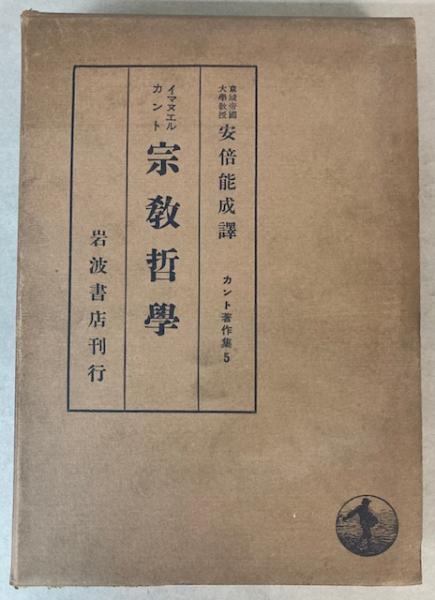 京城帝國
大學教授
安倍能成譯
カント著作集5
イマヌエル
カント
宗教哲學
岩波書店刊行